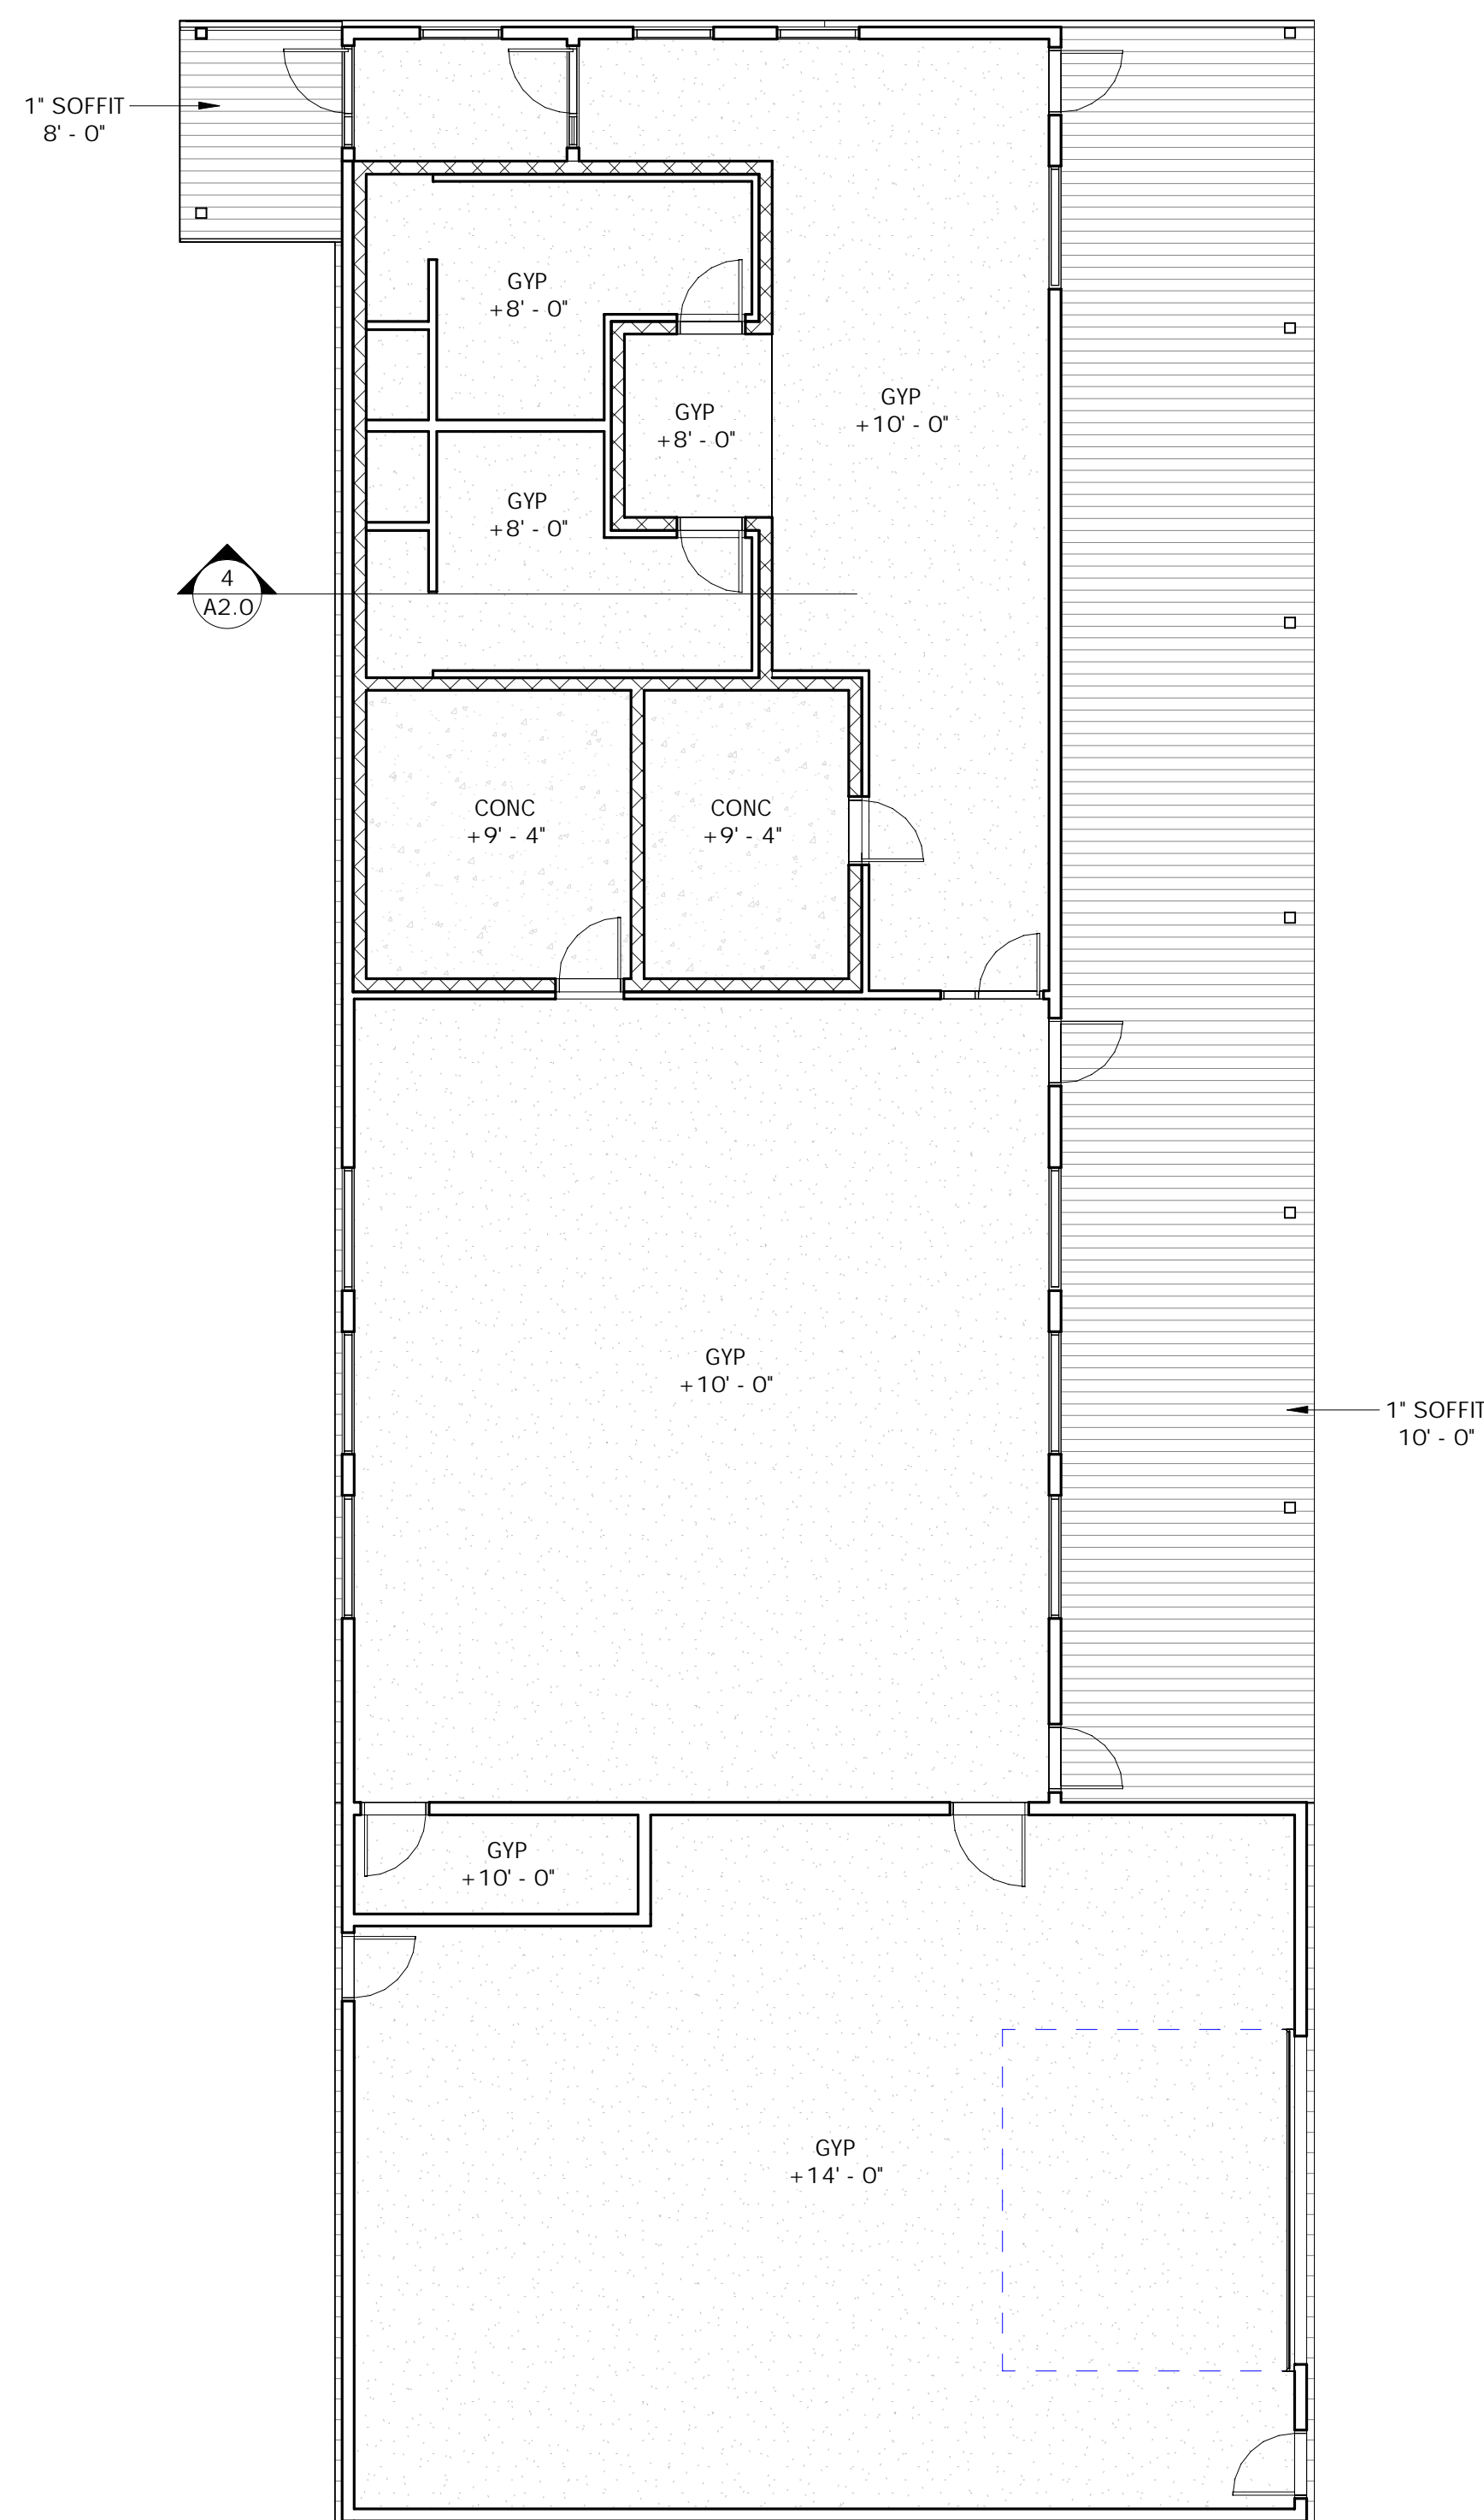 1" SOFFIT
8' - 0"
GYP
+8' - 0"
GYP
+10' - 0"
GYP
+8' - 0"
GYP
+8' - 0"
4
A2.0
CONC
+9' - 4"
CONC
+9' - 4"
GYP
+10' - 0"
1" SOFFIT
10' - 0"
GYP
+10' - 0"
GYP
+14' - 0"